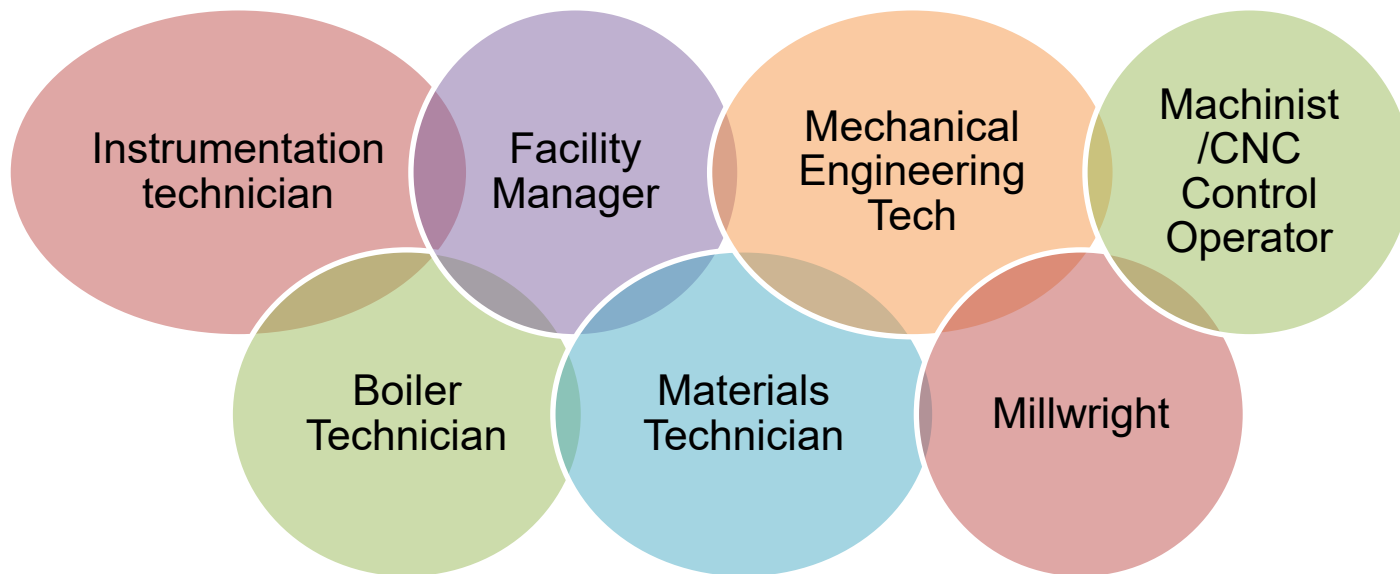 Instrumentation
technician
Facility
Manager
Mechanical
Engineering
Tech
Machinist
/CNC
Control
Operator
Boiler
Technician
Materials
Technician
Millwright